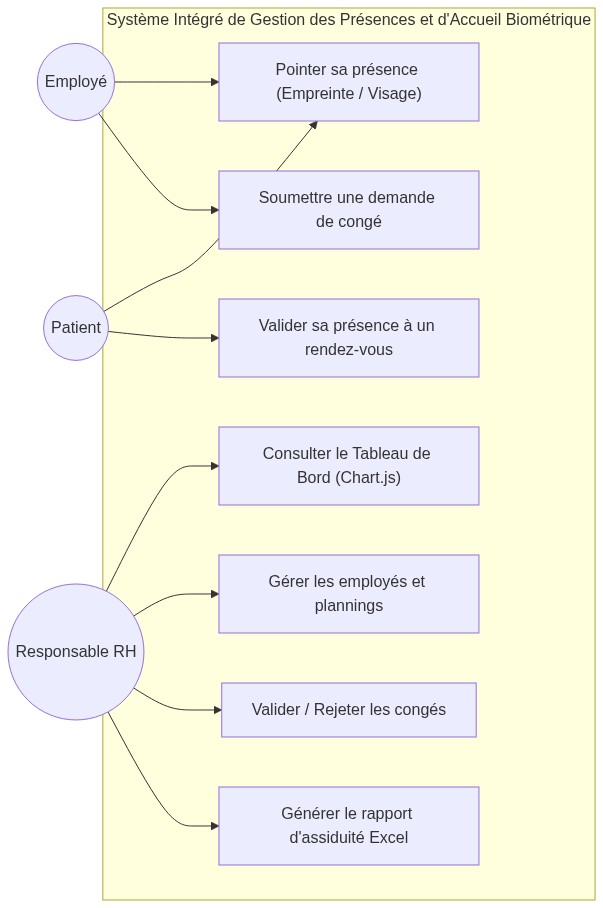 Système Intégré de Gestion des Présences et d'Accueil Biométrique
Employé
Pointer sa présence
(Empreinte / Visage)
Soumettre une demande
de congé
Patient
Valider sa présence à un
rendez-vous
Consulter le Tableau de
Bord (Chart.js)
Gérer les employés et
plannings
Responsable RH
Valider / Rejeter les congés
Générer le rapport
d'assiduité Excel